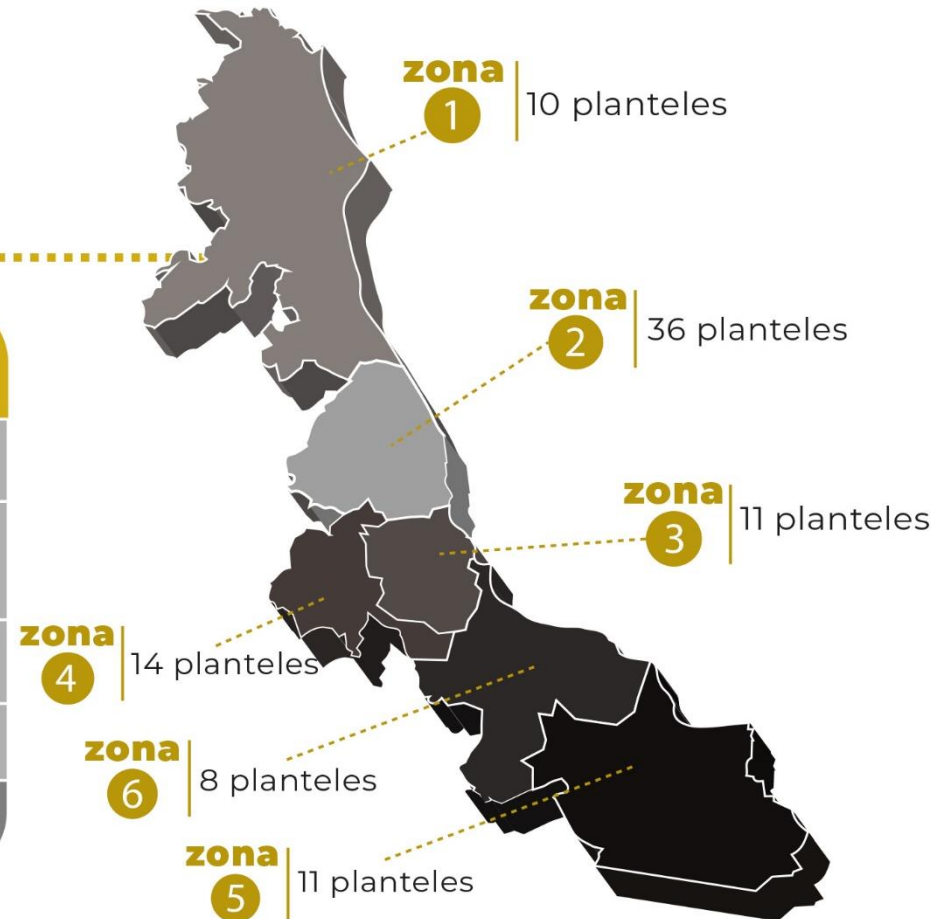 zona
1
10 planteles
zona
2
36 planteles
zona
3
11 planteles
zona
4
14 planteles
zona
6
8 planteles
zona
5
11 planteles